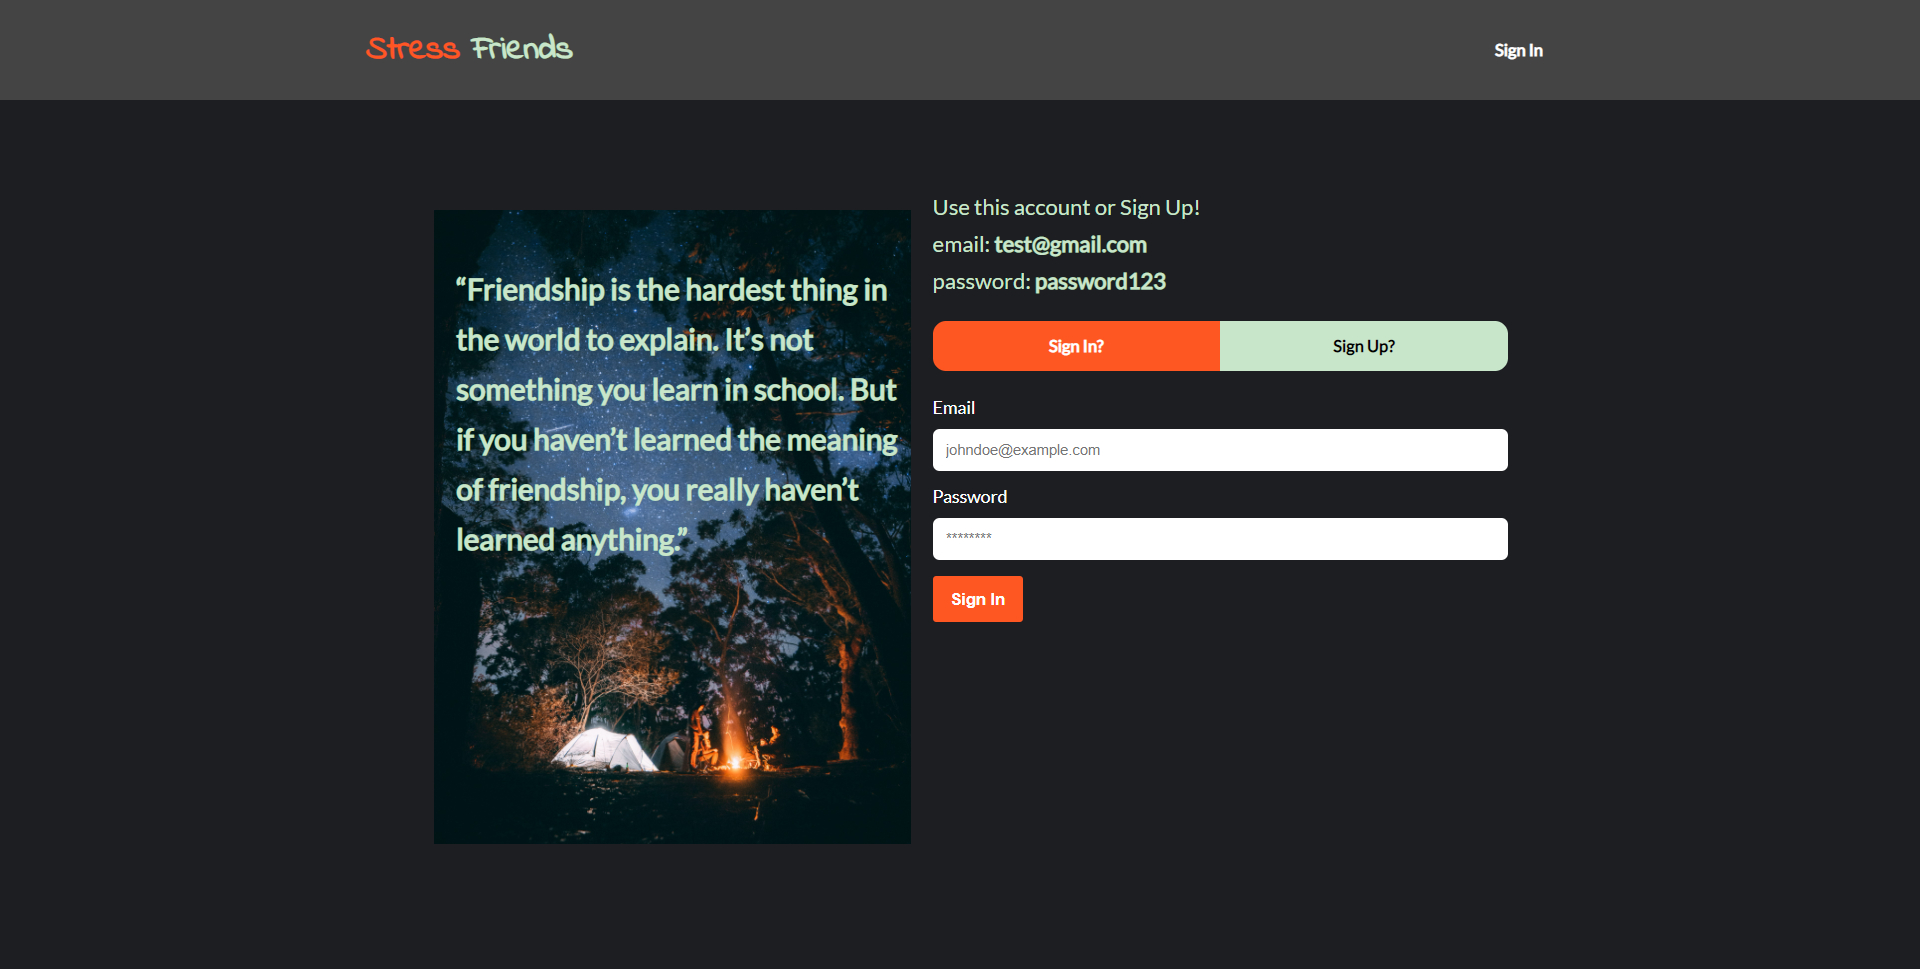 Stress Friends
Sign In
“Friendship is the hardest thing in
the world to explain. It’s not
something you learn in school. But
if you haven’t learned the meaning
of friendship, you really haven’t
learned anything.”
Use this account or Sign Up!
email: test@gmail.com
password: password123
Sign In?
Sign Up?
Email
johndoe@example.com
Password
********
Sign In